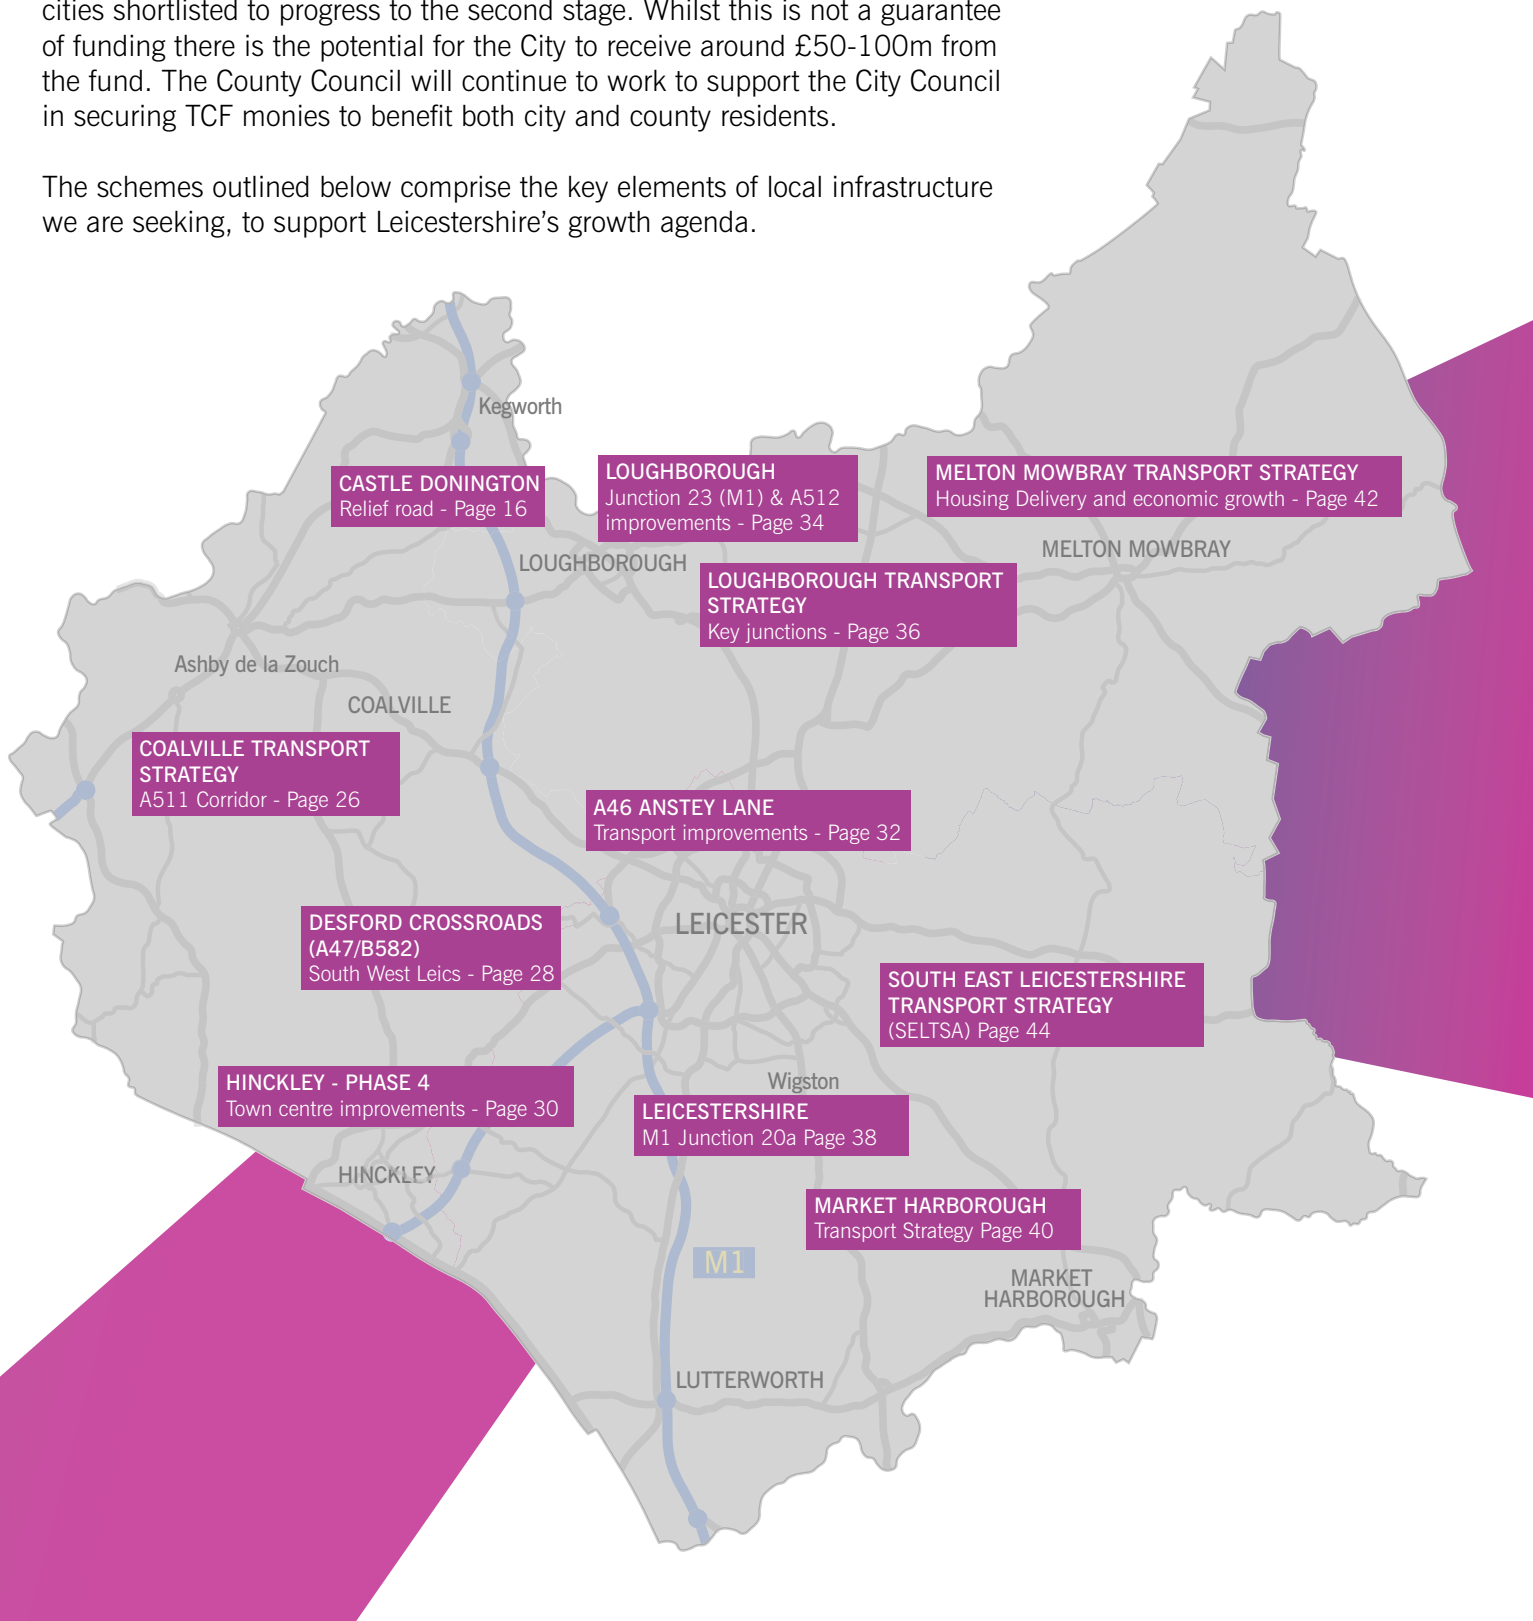 cities shortlisted to progress to the second stage. Whilst this is not a guarantee
of funding there is the potential for the City to receive around £50-100m from
the fund. The County Council will continue to work to support the City Council
in securing TCF monies to benefit both city and county residents.
The schemes outlined below comprise the key elements of local infrastructure
we are seeking, to support Leicestershire’s growth agenda.
Kegworth
CASTLE DONINGTON
Relief road - Page 16
LOUGHBOROUGH
Junction 23 (M1) & A512
improvements - Page 34
MELTON MOWBRAY TRANSPORT STRATEGY
Housing Delivery and economic growth - Page 42
LOUGHBOROUGH
MELTON MOWBRAY
LOUGHBOROUGH TRANSPORT
STRATEGY
Key junctions - Page 36
Ashby de la Zouch
COALVILLE
COALVILLE TRANSPORT
STRATEGY
A511 Corridor - Page 26
A46 ANSTEY LANE
Transport improvements - Page 32
DESFORD CROSSROADS
(A47/B582)
South West Leics - Page 28
LEICESTER
SOUTH EAST LEICESTERSHIRE
TRANSPORT STRATEGY
(SELTSA) Page 44
HINCKLEY - PHASE 4
Town centre improvements - Page 30
Wigston
LEICESTERSHIRE
M1 Junction 20a Page 38
HINCKLEY
MARKET HARBOROUGH
Transport Strategy Page 40
M1
MARKET
HARBOROUGH
LUTTERWORTH